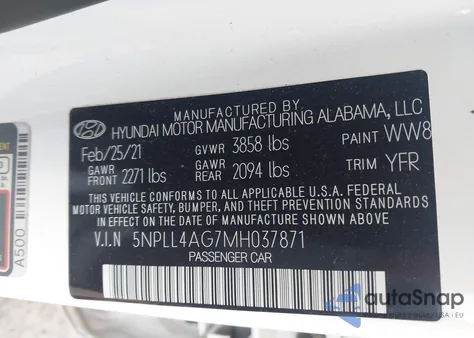 MANUFACTURED BY
HYUNDAI MOTOR MANUFACTURING ALABAMA, LLC
Feb/25/21 GVWR 3858 lbs PAINT WW8
GAWR FRONT 2271 lbs GAWR REAR 2094 lbs TRIM YFR
THIS VEHICLE CONFORMS TO ALL APPLICABLE U.S.A. FEDERAL
MOTOR VEHICLE SAFETY, BUMPER, AND THEFT PREVENTION STANDARDS
IN EFFECT ON THE DATE OF MANUFACTURE SHOWN ABOVE.
V.I.N 5NPLL4AG7MH037871
PASSENGER CAR
A500
autoSnap